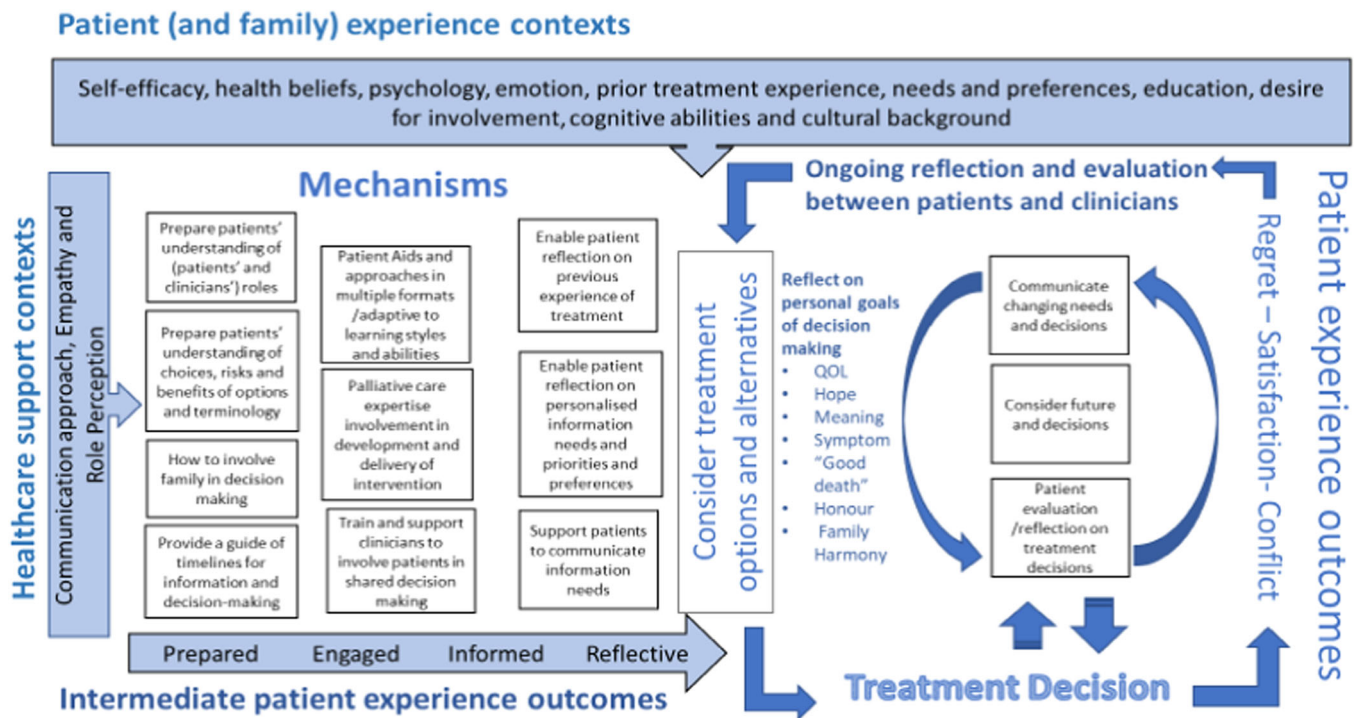 Patient (and family) experience contexts
Self-efficacy, health beliefs, psychology, emotion, prior treatment experience, needs and preferences, education, desire
for involvement, cognitive abilities and cultural background
Healthcare support contexts
Communication approach, Empathy and
Role Perception
Mechanisms
Prepare patients'
understanding of
(patients' and
clinicians') roles
Prepare patients'
understanding of
choices, risks and
benefits of options
and terminology
How to involve
family in decision
making
Provide a guide of
timelines for
information and
decision-making
Patient Aids and
approaches in
multiple formats
/adaptive to
learning styles
and abilities
Palliative care
expertise
involvement in
development and
delivery of
intervention
Train and support
clinicians to
involve patients in
shared decision
making
Enable patient
reflection on
previous
experience of
treatment
Enable patient
reflection on
personalised
information
needs and
priorities and
preferences
Support patients
to communicate
information
needs
Prepared Engaged Informed Reflective
Intermediate patient experience outcomes
Consider treatment
options and alternatives
Ongoing reflection and evaluation
between patients and clinicians
Reflect on
personal goals
of decision
making
• QOL
• Hope
• Meaning
• Symptom
• “Good
death”
• Honour
• Family
Harmony
Communicate
changing needs
and decisions
Consider future
and decisions
Patient
evaluation
/reflection on
treatment
decisions
Treatment Decision
Regret – Satisfaction- Conflict
Patient experience outcomes